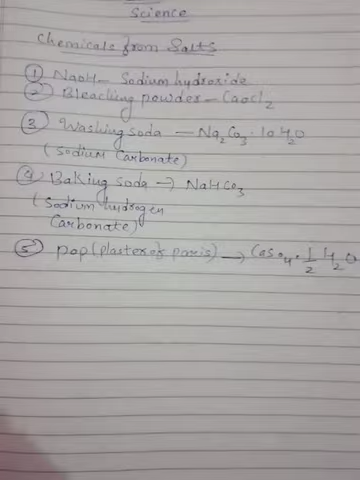 Science
Chemicals from Salts
① NaOH - Sodium hydroxide
② Bleaching powder - CaOCl2
③ Washing soda - Na2CO3 · 10 H2O
(Sodium Carbonate)
④ Baking soda → NaHCO3
(Sodium hydrogen
Carbonate)
⑤ pop (plaster of paris) → CaSO4 · 1/2 H2O